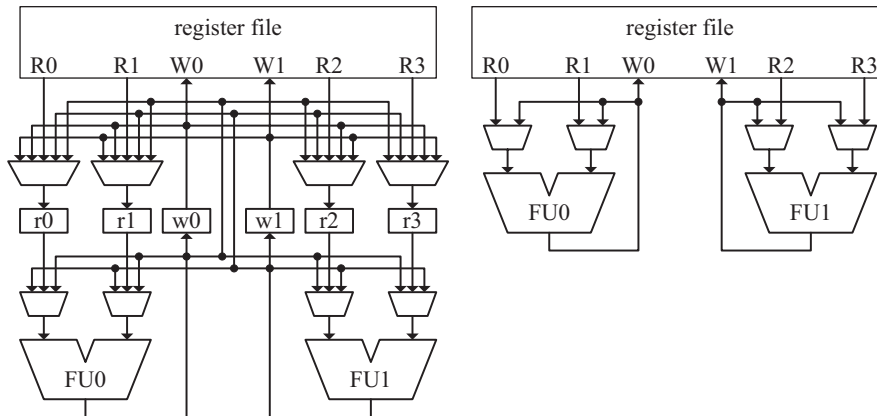 register file
R0 R1 W0 W1 R2 R3
r0 r1 w0 w1 r2 r3
FU0 FU1
register file
R0 R1 W0 W1 R2 R3
FU0 FU1